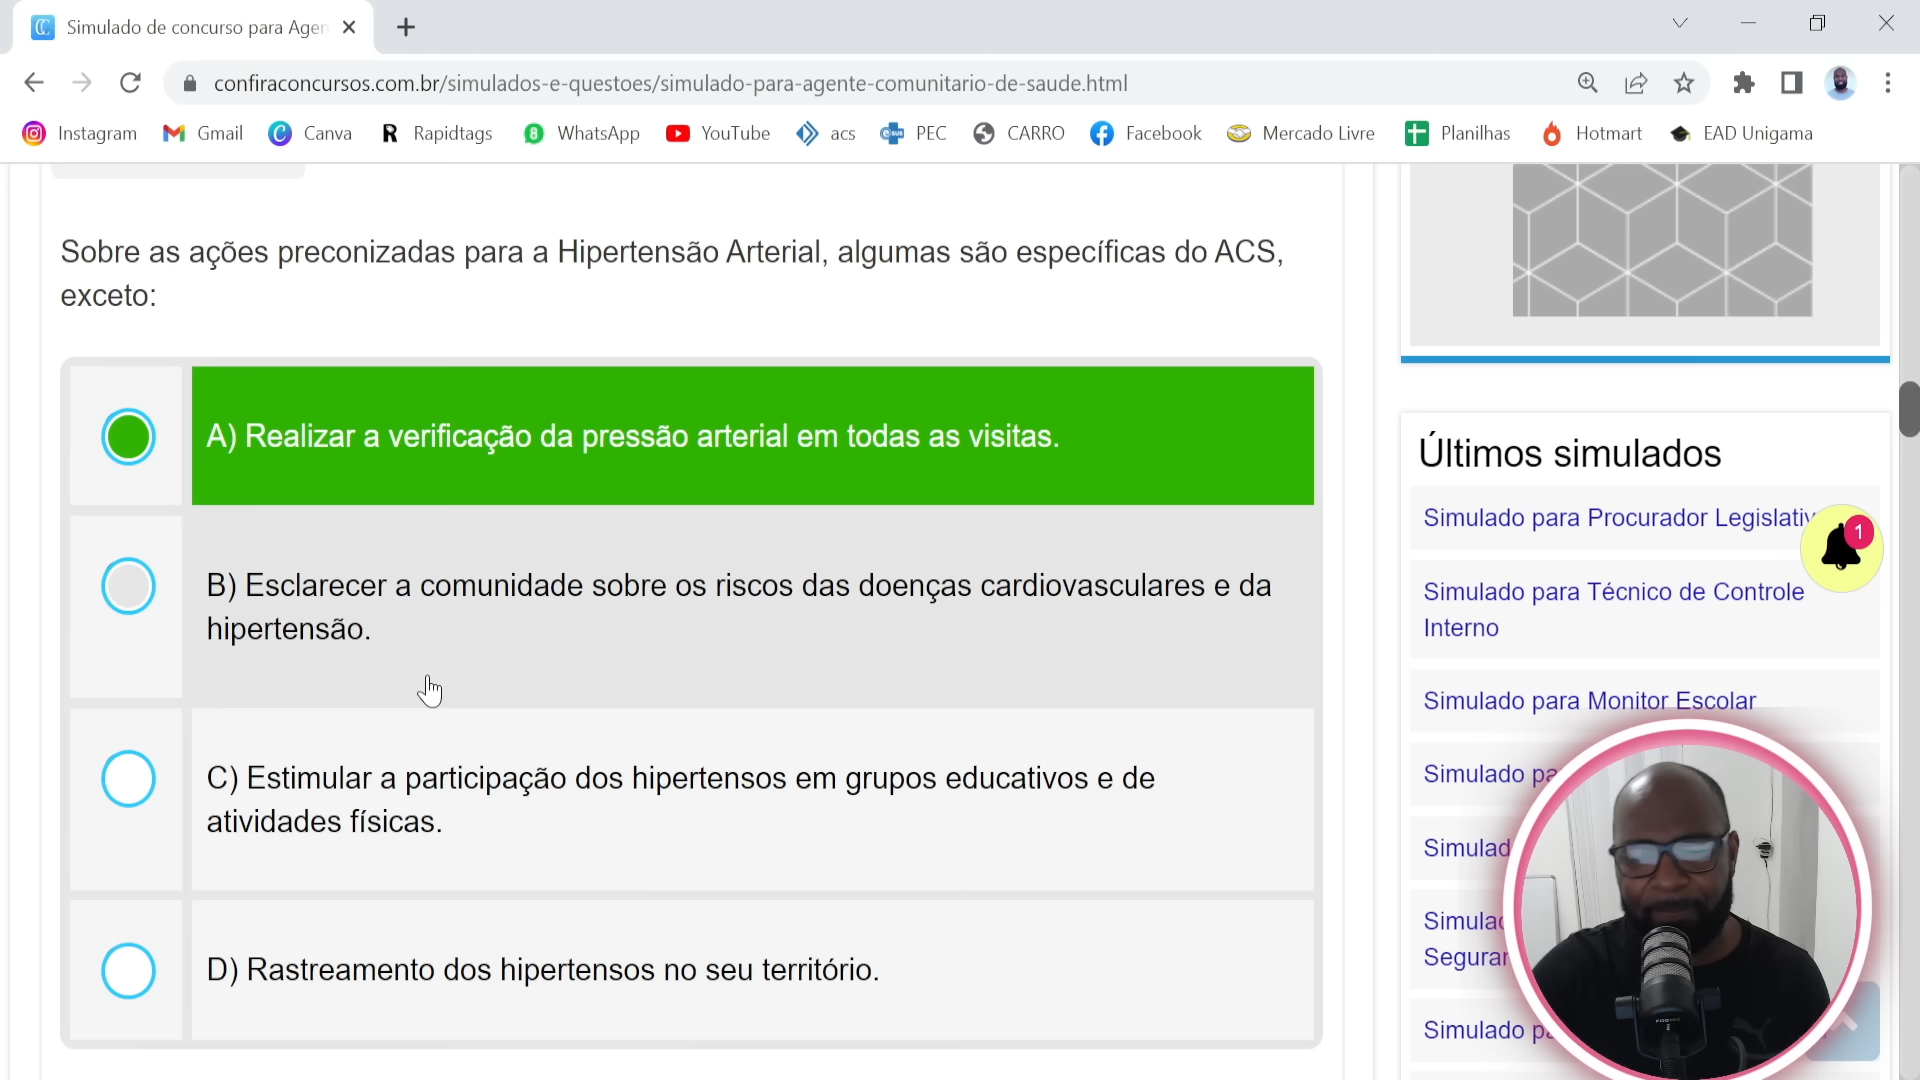 Simulado de concurso para Agen
confiraconcursos.com.br/simulados-e-questoes/simulado-para-agente-comunitario-de-saude.html
Instagram Gmail Canva Rapidtags WhatsApp YouTube acs PEC CARRO Facebook Mercado Livre Planilhas Hotmart EAD Unigama
Sobre as ações preconizadas para a Hipertensão Arterial, algumas são específicas do ACS,
exceto:
A) Realizar a verificação da pressão arterial em todas as visitas.
B) Esclarecer a comunidade sobre os riscos das doenças cardiovasculares e da
hipertensão.
C) Estimular a participação dos hipertensos em grupos educativos e de
atividades físicas.
D) Rastreamento dos hipertensos no seu território.
Últimos simulados
Simulado para Procurador Legislativ
1
Simulado para Técnico de Controle
Interno
Simulado para Monitor Escolar
Simulado pa
Simulad
Simulad
Segurar
Simulado pa